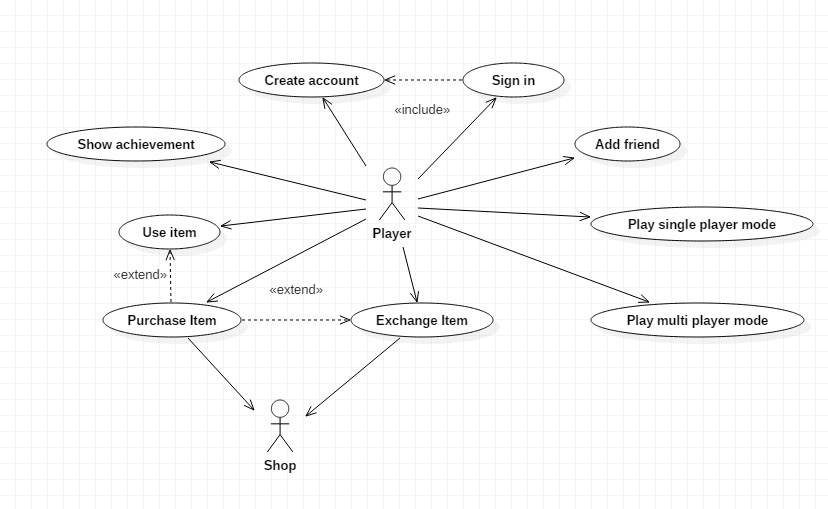 Create account
Sign in
«include»
Show achievement
Add friend
Player
Play single player mode
Use item
«extend»
«extend»
Purchase Item
Exchange Item
Play multi player mode
Shop